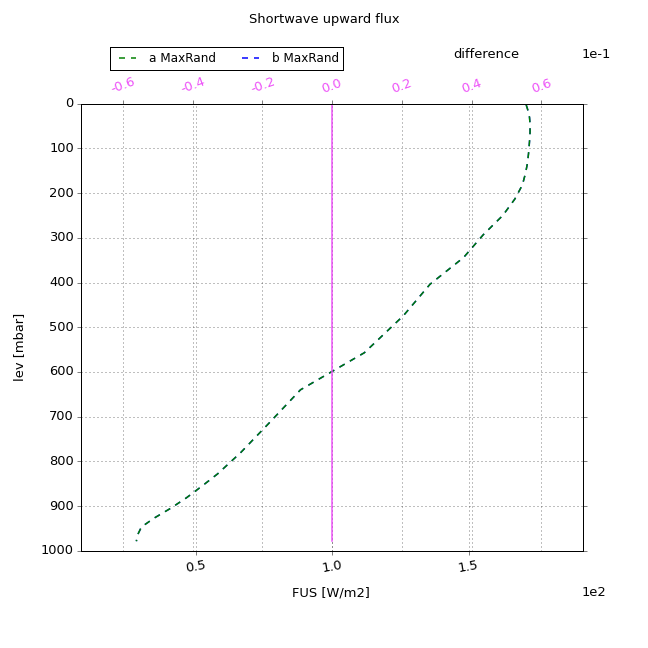 Shortwave upward flux
a MaxRand b MaxRand difference 1e-1
-0.6 -0.4 -0.2 0.0 0.2 0.4 0.6
0
100
200
300
400
500
600
700
800
900
1000
lev [mbar]
0.5 1.0 1.5
FUS [W/m2] 1e2